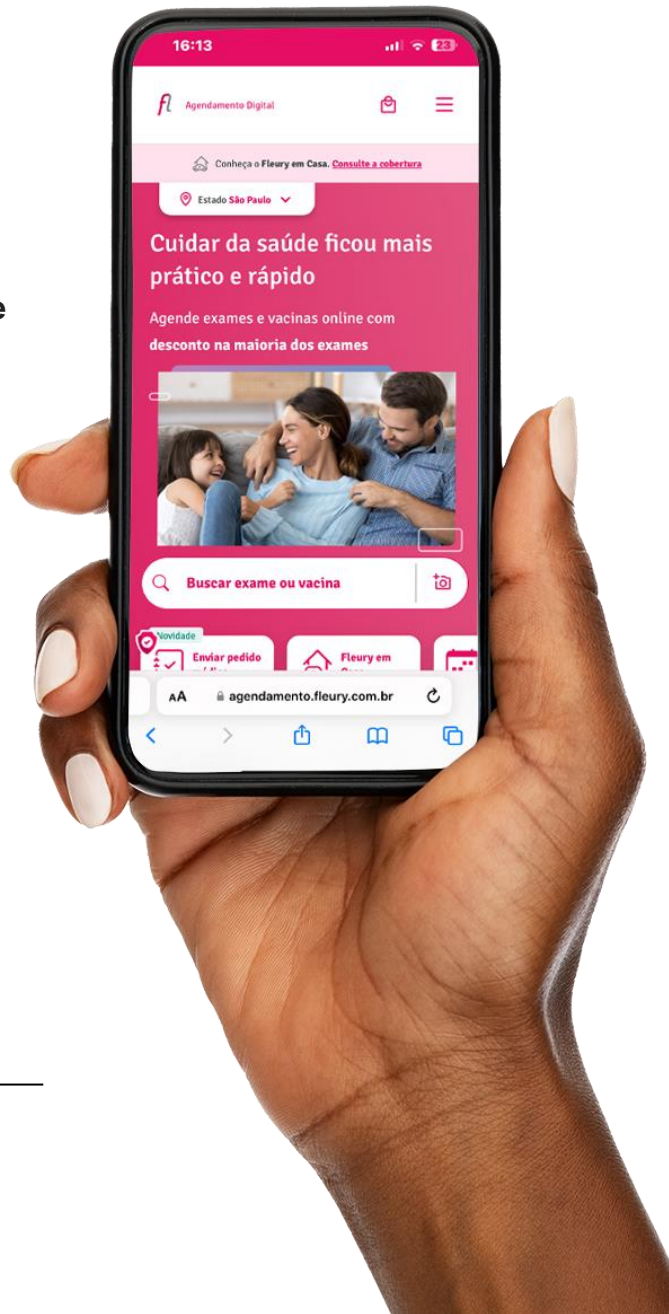 16:13
23
fl Agendamento Digital
Conheça o Fleury em Casa. Consulte a cobertura
Estado São Paulo
Cuidar da saúde ficou mais
prático e rápido
Agende exames e vacinas online com
desconto na maioria dos exames
e
Buscar exame ou vacina
Novidade
Enviar pedido
Fleury em
AA agendamento.fleury.com.br